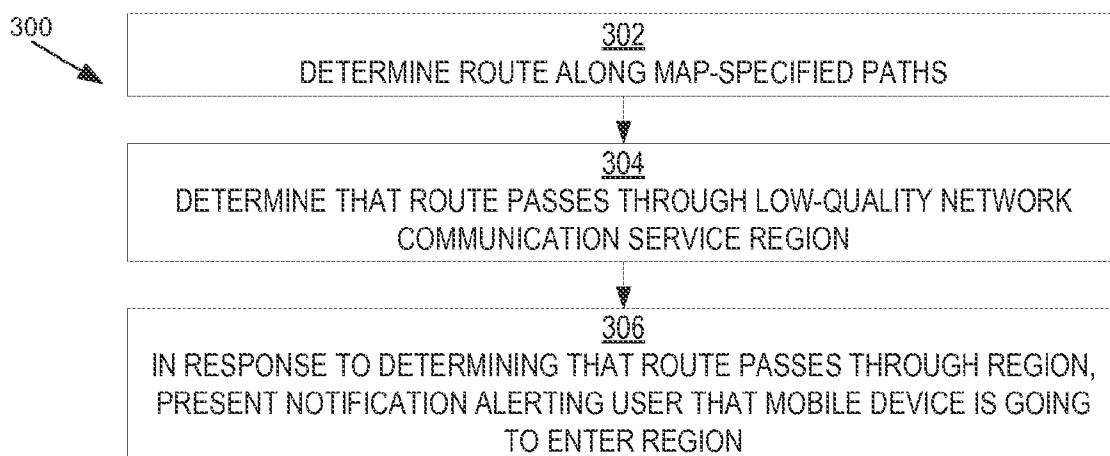 300
302
DETERMINE ROUTE ALONG MAP-SPECIFIED PATHS
304
DETERMINE THAT ROUTE PASSES THROUGH LOW-QUALITY NETWORK
COMMUNICATION SERVICE REGION
306
IN RESPONSE TO DETERMINING THAT ROUTE PASSES THROUGH REGION,
PRESENT NOTIFICATION ALERTING USER THAT MOBILE DEVICE IS GOING
TO ENTER REGION